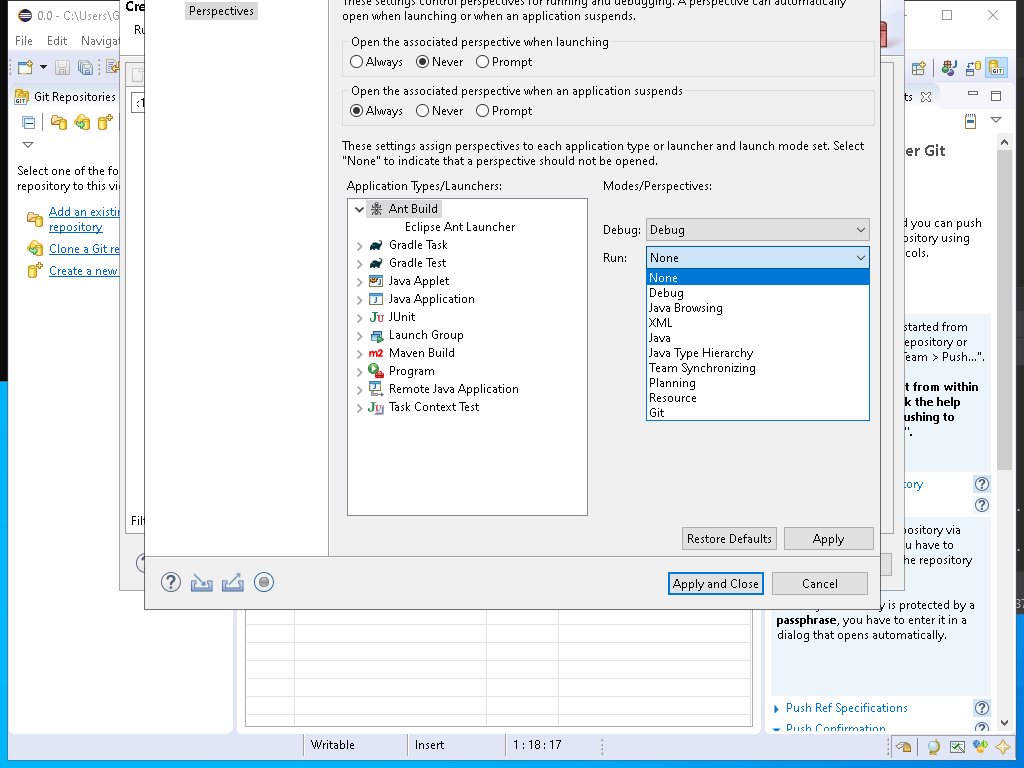 0.0 - C:\Users\G
File Edit Navigat
Git Repositories
Select one of the fo
repository to this vi
Add an existin
repository
Clone a Git re
Create a new
Cre
Ru
Perspectives
These settings control perspectives for running and debugging. A perspective can automatically
open when launching or when an application suspends.
Open the associated perspective when launching
Always Never Prompt
Open the associated perspective when an application suspends
Always Never Prompt
These settings assign perspectives to each application type or launcher and launch mode set. Select
"None" to indicate that a perspective should not be opened.
Application Types/Launchers:
Ant Build
Eclipse Ant Launcher
Gradle Task
Gradle Test
Java Applet
Java Application
JUnit
Launch Group
Maven Build
Program
Remote Java Application
Task Context Test
Modes/Perspectives:
Debug: Debug
Run: None
None
Debug
Java Browsing
XML
Java
Java Type Hierarchy
Team Synchronizing
Planning
Resource
Git
Restore Defaults Apply
Apply and Close Cancel
Filt
ts
er Git
d you can push
ository using
cols.
started from
epository or
Team > Push...".
t from within
k the help
ushing to
".
tory
pository via
u have to
he repository
y is protected by a
passphrase, you have to enter it in a
dialog that opens automatically.
Push Ref Specifications
Push Confirmation
Writable Insert 1 : 18 : 17